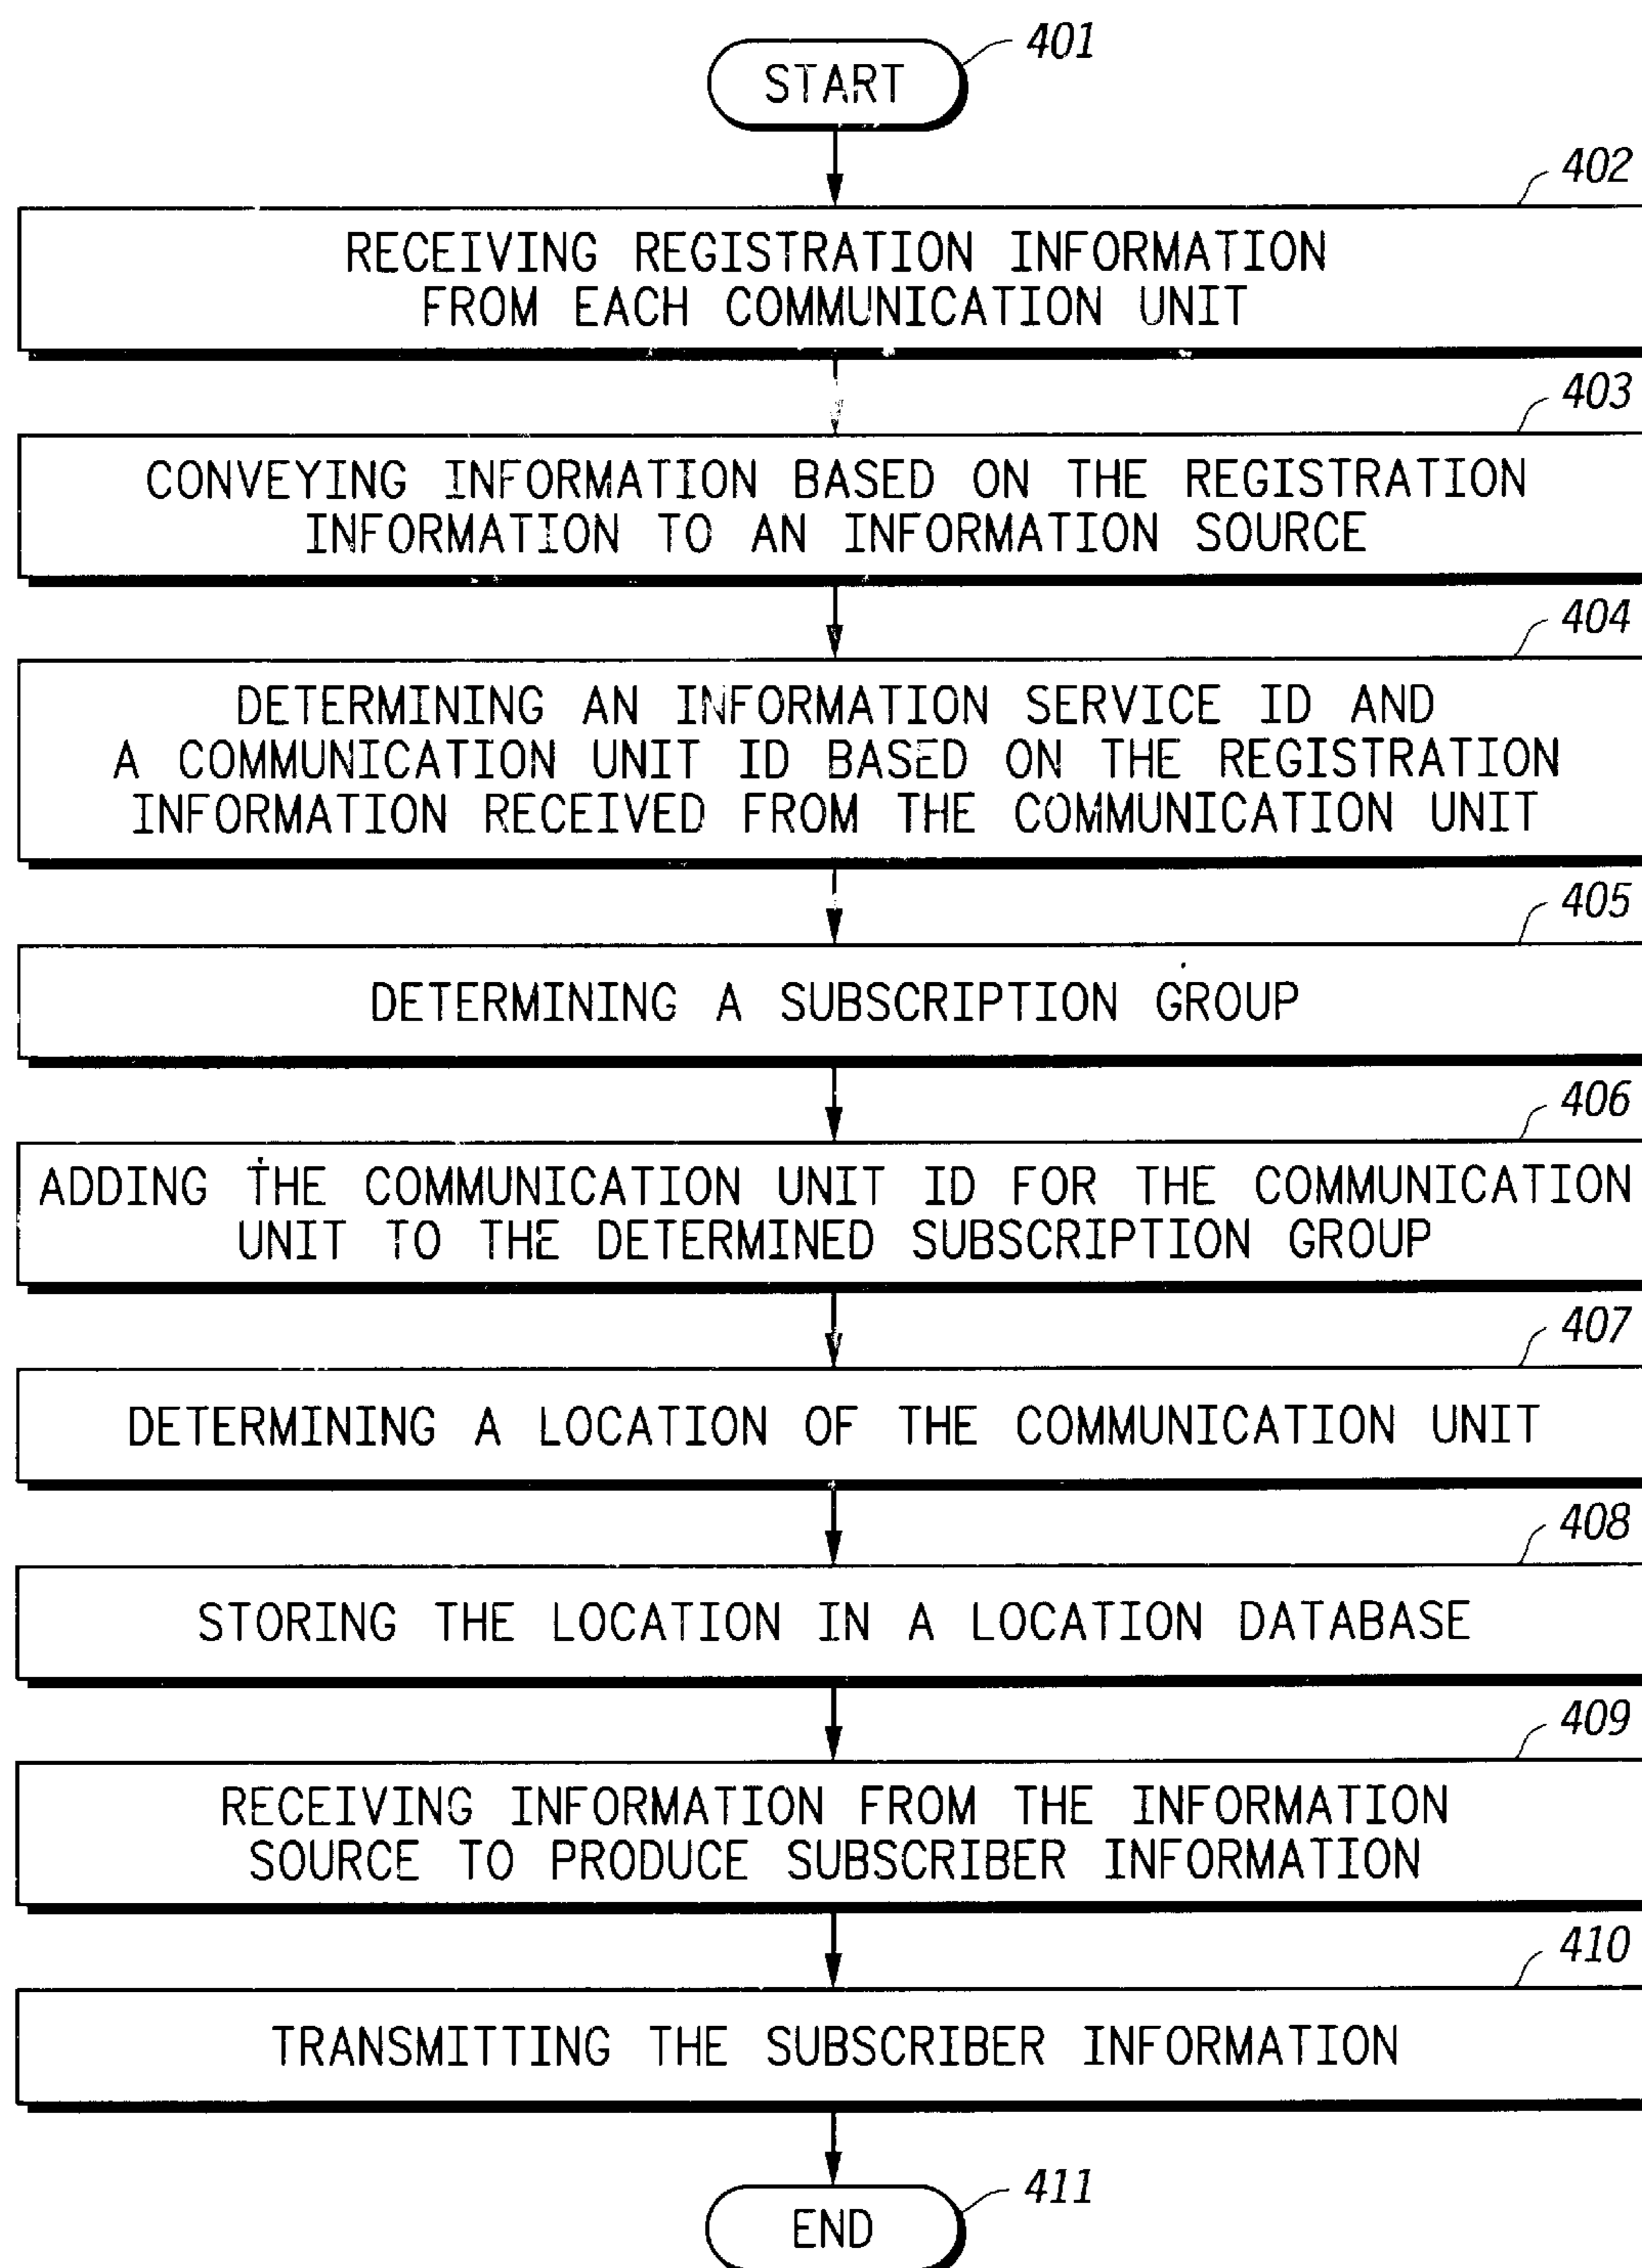 401
START
402
RECEIVING REGISTRATION INFORMATION
FROM EACH COMMUNICATION UNIT
403
CONVEYING INFORMATION BASED ON THE REGISTRATION
INFORMATION TO AN INFORMATION SOURCE
404
DETERMINING AN INFORMATION SERVICE ID AND
A COMMUNICATION UNIT ID BASED ON THE REGISTRATION
INFORMATION RECEIVED FROM THE COMMUNICATION UNIT
405
DETERMINING A SUBSCRIPTION GROUP
406
ADDING THE COMMUNICATION UNIT ID FOR THE COMMUNICATION
UNIT TO THE DETERMINED SUBSCRIPTION GROUP
407
DETERMINING A LOCATION OF THE COMMUNICATION UNIT
408
STORING THE LOCATION IN A LOCATION DATABASE
409
RECEIVING INFORMATION FROM THE INFORMATION
SOURCE TO PRODUCE SUBSCRIBER INFORMATION
410
TRANSMITTING THE SUBSCRIBER INFORMATION
411
END